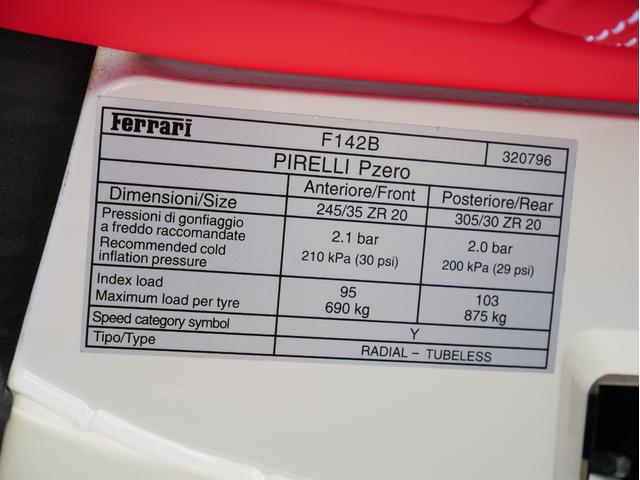 Ferrari
F142B
320796
PIRELLI Pzero
Dimensioni/Size
Anteriore/Front
Posteriore/Rear
245/35 ZR 20
305/30 ZR 20
Pressioni di gonfiaggio
a freddo raccomandate
Recommended cold
inflation pressure
2.1 bar
210 kPa (30 psi)
2.0 bar
200 kPa (29 psi)
Index load
Maximum load per tyre
95
690 kg
103
875 kg
Speed category symbol
Y
Tipo/Type
RADIAL - TUBELESS